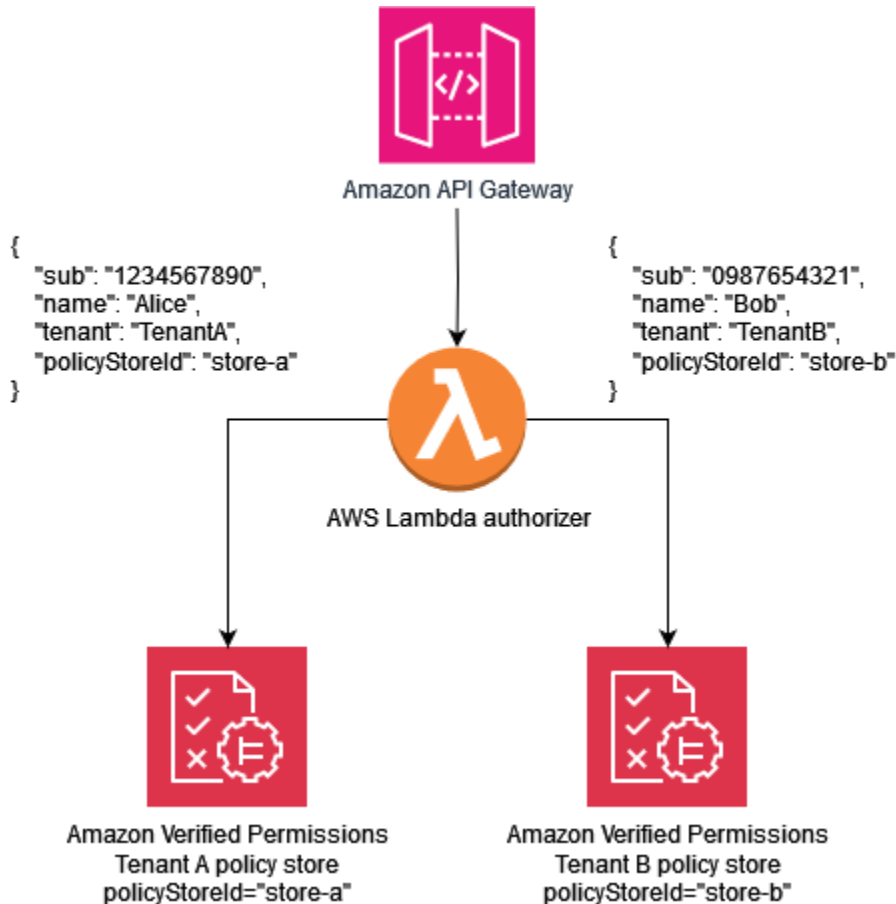 </>
Amazon API Gateway
{
"sub": "1234567890",
"name": "Alice",
"tenant": "TenantA",
"policyStoreId": "store-a"
}
{
"sub": "0987654321",
"name": "Bob",
"tenant": "TenantB",
"policyStoreId": "store-b"
}
AWS Lambda authorizer
Amazon Verified Permissions
Tenant A policy store
policyStoreId="store-a"
Amazon Verified Permissions
Tenant B policy store
policyStoreId="store-b"